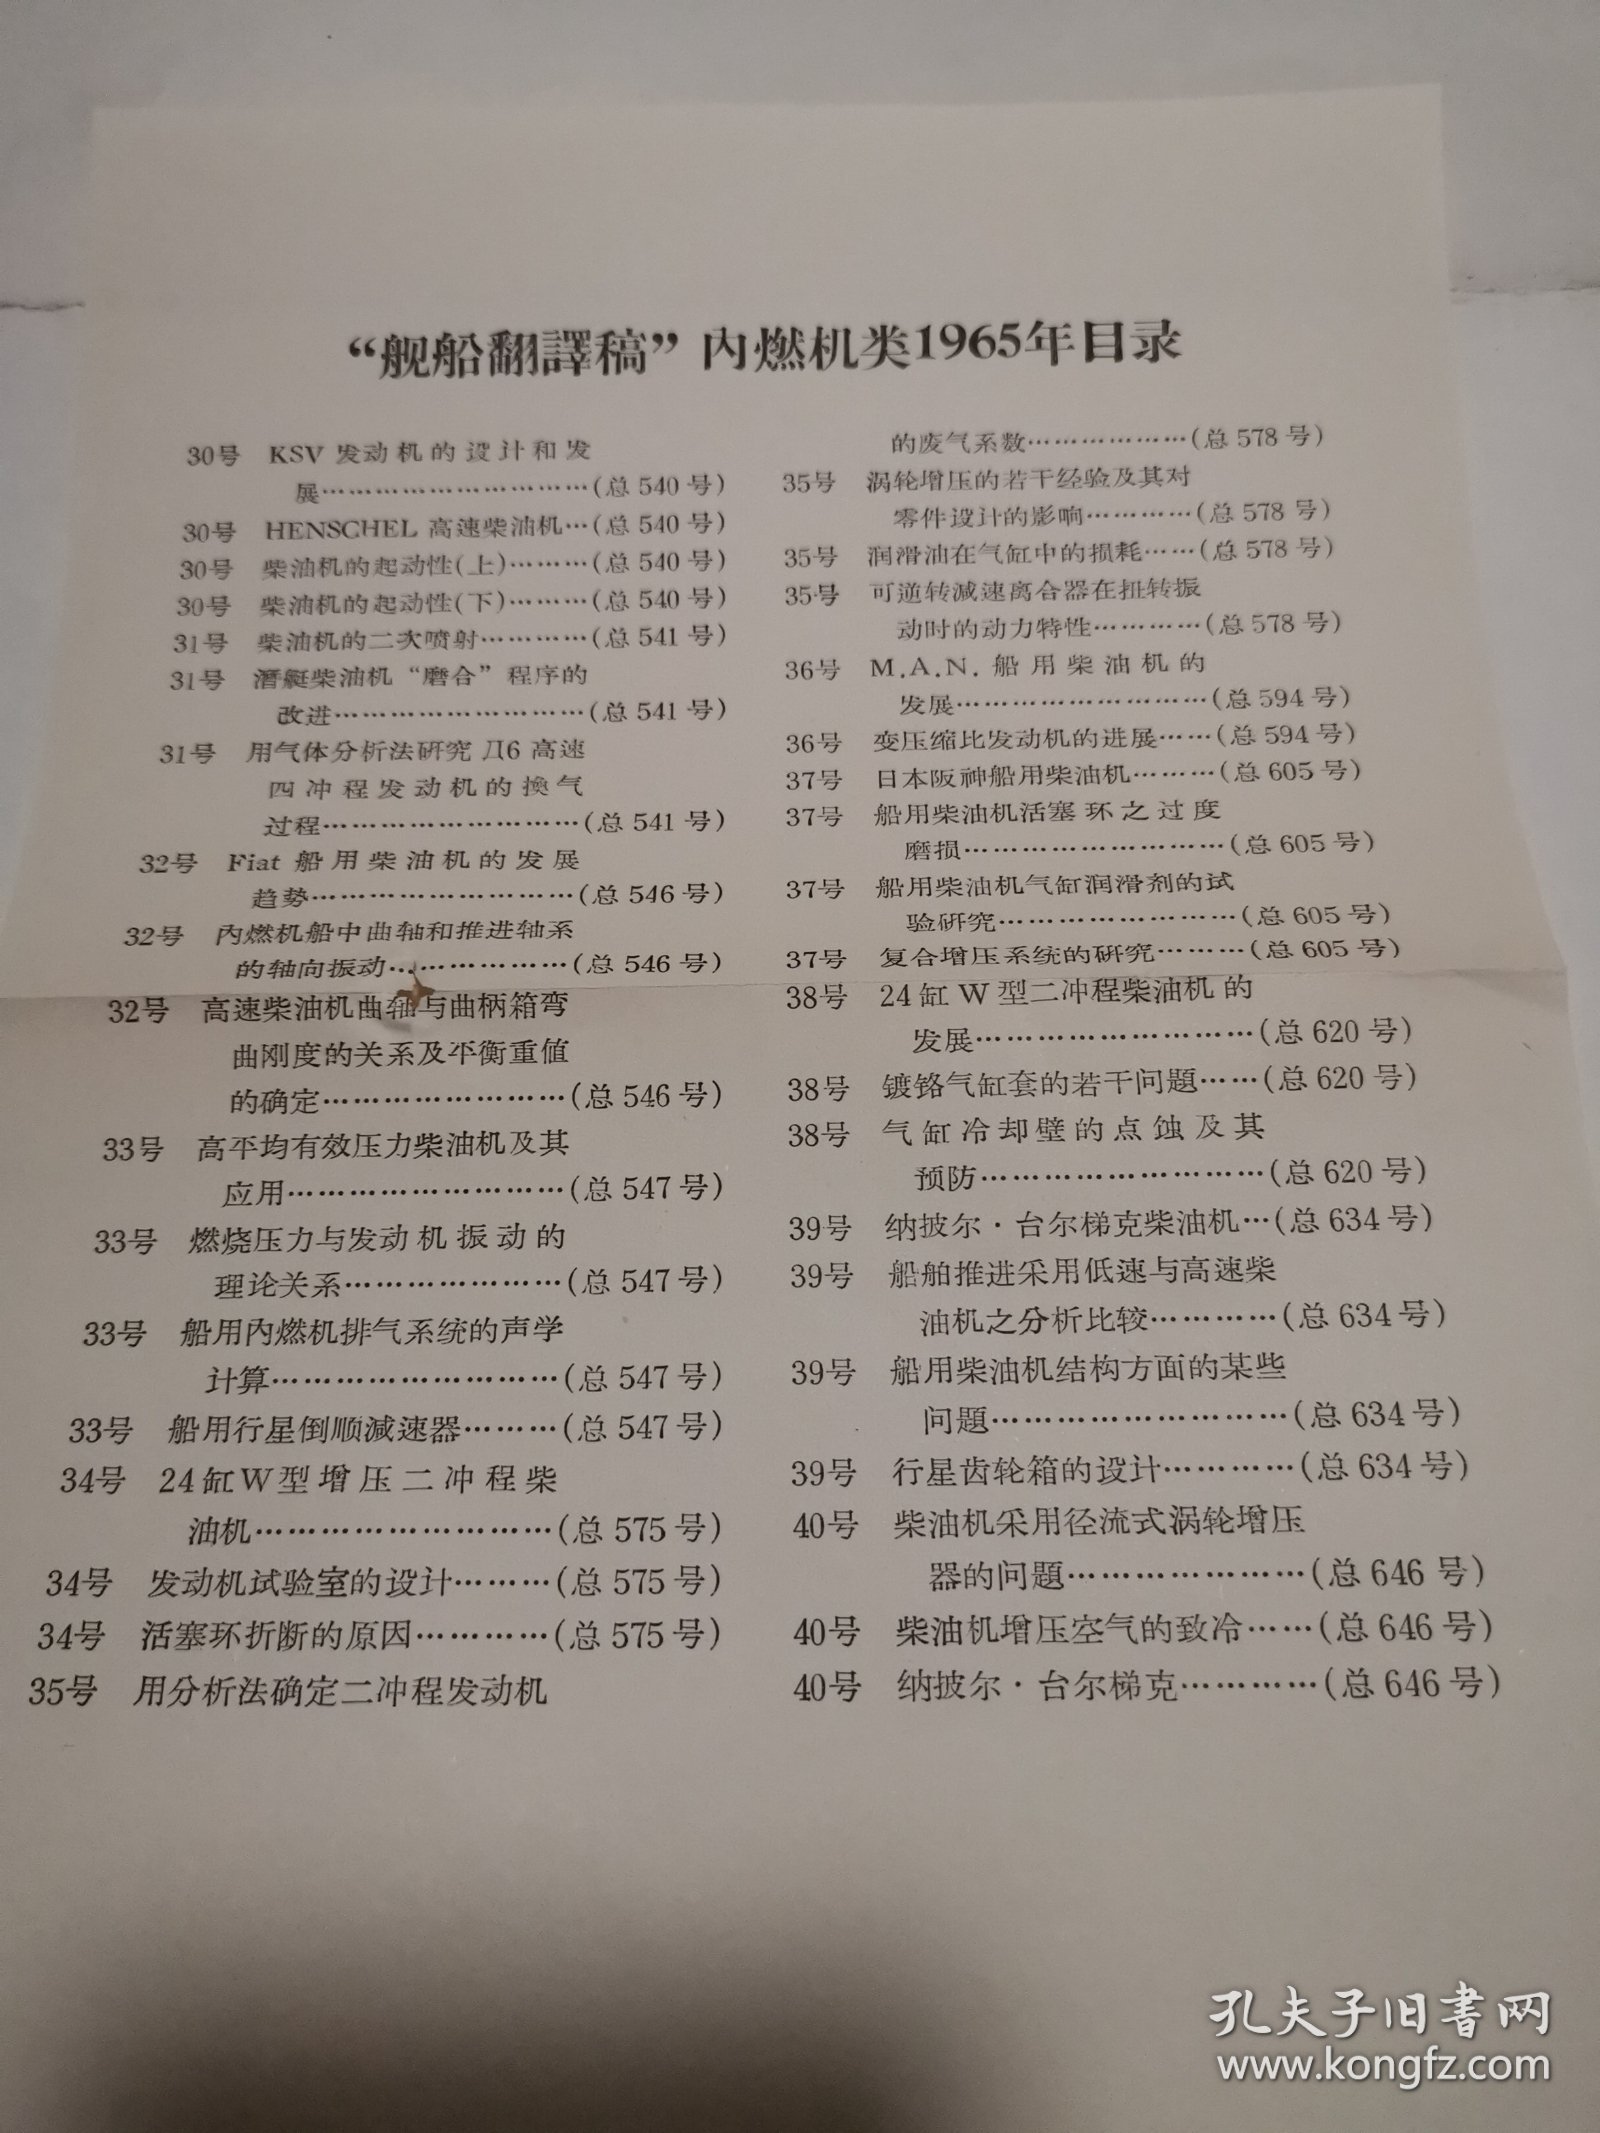 “舰船翻譯稿”内燃机类1965年目录
30号 KSV 发动机的设计和发
展……………………………(总 540 号)
30号 HENSCHEL 高速柴油机…(总 540 号)
30号 柴油机的起动性(上)………(总 540 号)
30号 柴油机的起动性(下)………(总 540 号)
31号 柴油机的二次喷射…………(总 541 号)
31号 潛艇柴油机“磨合”程序的
改进………………………(总 541 号)
31号 用气体分析法研究 Д6 高速
四冲程发动机的換气
过程………………………(总 541 号)
32号 Fiat 船用柴油机的发展
趋势………………………(总 546 号)
32号 内燃机船中曲轴和推进轴系
的轴向振动………………(总 546 号)
32号 高速柴油机曲轴与曲柄箱弯
曲刚度的关系及平衡重值
的确定……………………(总 546 号)
33号 高平均有效压力柴油机及其
应用………………………(总 547 号)
33号 燃烧压力与发动机振动的
理论关系…………………(总 547 号)
33号 船用内燃机排气系统的声学
计算………………………(总 547 号)
33号 船用行星倒顺减速器………(总 547 号)
34号 24缸W型增压二冲程柴
油机………………………(总 575 号)
34号 发动机试验室的设计………(总 575 号)
34号 活塞环折断的原因…………(总 575 号)
35号 用分析法确定二冲程发动机
的废气系数………………(总 578 号)
35号 涡轮增压的若干经验及其对
零件设计的影响…………(总 578 号)
35号 润滑油在气缸中的损耗……(总 578 号)
35号 可逆转减速离合器在扭转振
动时的动力特性…………(总 578 号)
36号 M.A.N. 船用柴油机的
发展………………………(总 594 号)
36号 变压缩比发动机的进展……(总 594 号)
37号 日本阪神船用柴油机………(总 605 号)
37号 船用柴油机活塞环之过度
磨损………………………(总 605 号)
37号 船用柴油机气缸润滑剂的试
验研究……………………(总 605 号)
37号 复合增压系统的研究………(总 605 号)
38号 24缸 W 型二冲程柴油机的
发展………………………(总 620 号)
38号 镀铬气缸套的若干问題……(总 620 号)
38号 气缸冷却壁的点蚀及其
预防………………………(总 620 号)
39号 纳披尔·台尔梯克柴油机…(总 634 号)
39号 船舶推进采用低速与高速柴
油机之分析比较…………(总 634 号)
39号 船用柴油机结构方面的某些
问題………………………(总 634 号)
39号 行星齿轮箱的设计…………(总 634 号)
40号 柴油机采用径流式涡轮增压
器的问題…………………(总 646 号)
40号 柴油机增压空气的致冷……(总 646 号)
40号 纳披尔·台尔梯克…………(总 646 号)
孔夫子旧書网
www.kongfz.com